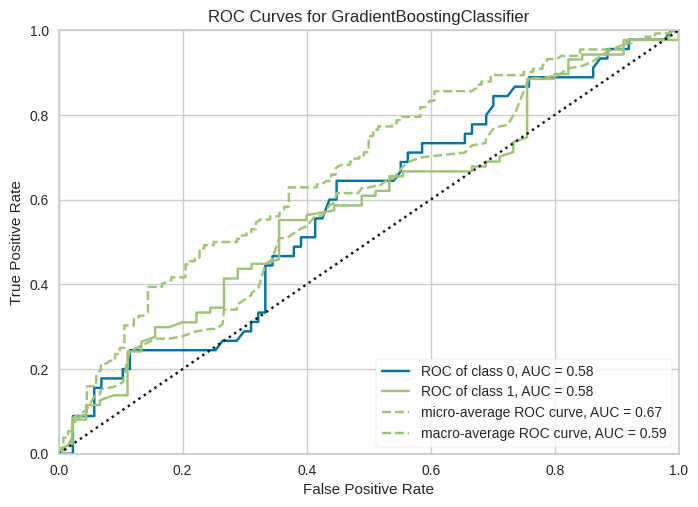 ROC Curves for GradientBoostingClassifier
1.0
0.8
0.6
0.4
0.2
0.0
True Positive Rate
ROC of class 0, AUC = 0.58
ROC of class 1, AUC = 0.58
micro-average ROC curve, AUC = 0.67
macro-average ROC curve, AUC = 0.59
0.0 0.2 0.4 0.6 0.8 1.0
False Positive Rate